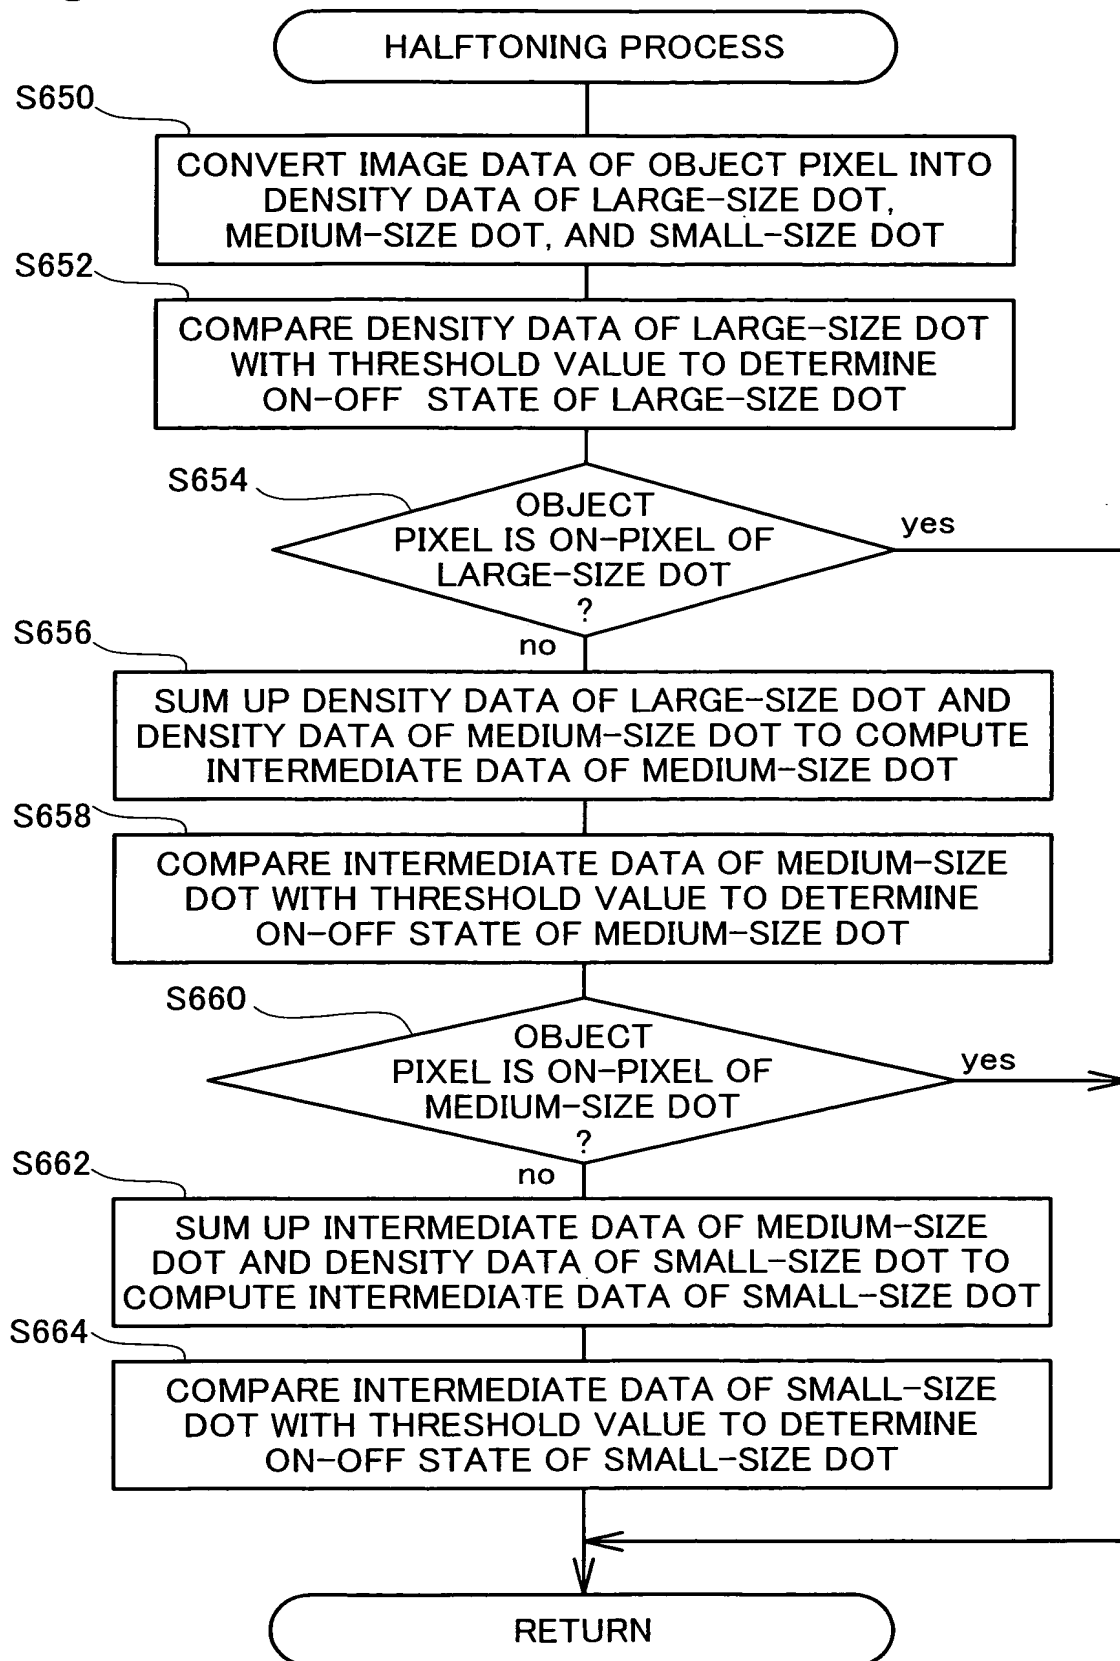 HALFTONING PROCESS
S650
CONVERT IMAGE DATA OF OBJECT PIXEL INTO
DENSITY DATA OF LARGE-SIZE DOT,
MEDIUM-SIZE DOT, AND SMALL-SIZE DOT
S652
COMPARE DENSITY DATA OF LARGE-SIZE DOT
WITH THRESHOLD VALUE TO DETERMINE
ON-OFF STATE OF LARGE-SIZE DOT
S654
OBJECT
PIXEL IS ON-PIXEL OF
LARGE-SIZE DOT
?
yes
no
S656
SUM UP DENSITY DATA OF LARGE-SIZE DOT AND
DENSITY DATA OF MEDIUM-SIZE DOT TO COMPUTE
INTERMEDIATE DATA OF MEDIUM-SIZE DOT
S658
COMPARE INTERMEDIATE DATA OF MEDIUM-SIZE
DOT WITH THRESHOLD VALUE TO DETERMINE
ON-OFF STATE OF MEDIUM-SIZE DOT
S660
OBJECT
PIXEL IS ON-PIXEL OF
MEDIUM-SIZE DOT
?
yes
no
S662
SUM UP INTERMEDIATE DATA OF MEDIUM-SIZE
DOT AND DENSITY DATA OF SMALL-SIZE DOT TO
COMPUTE INTERMEDIATE DATA OF SMALL-SIZE DOT
S664
COMPARE INTERMEDIATE DATA OF SMALL-SIZE
DOT WITH THRESHOLD VALUE TO DETERMINE
ON-OFF STATE OF SMALL-SIZE DOT
RETURN